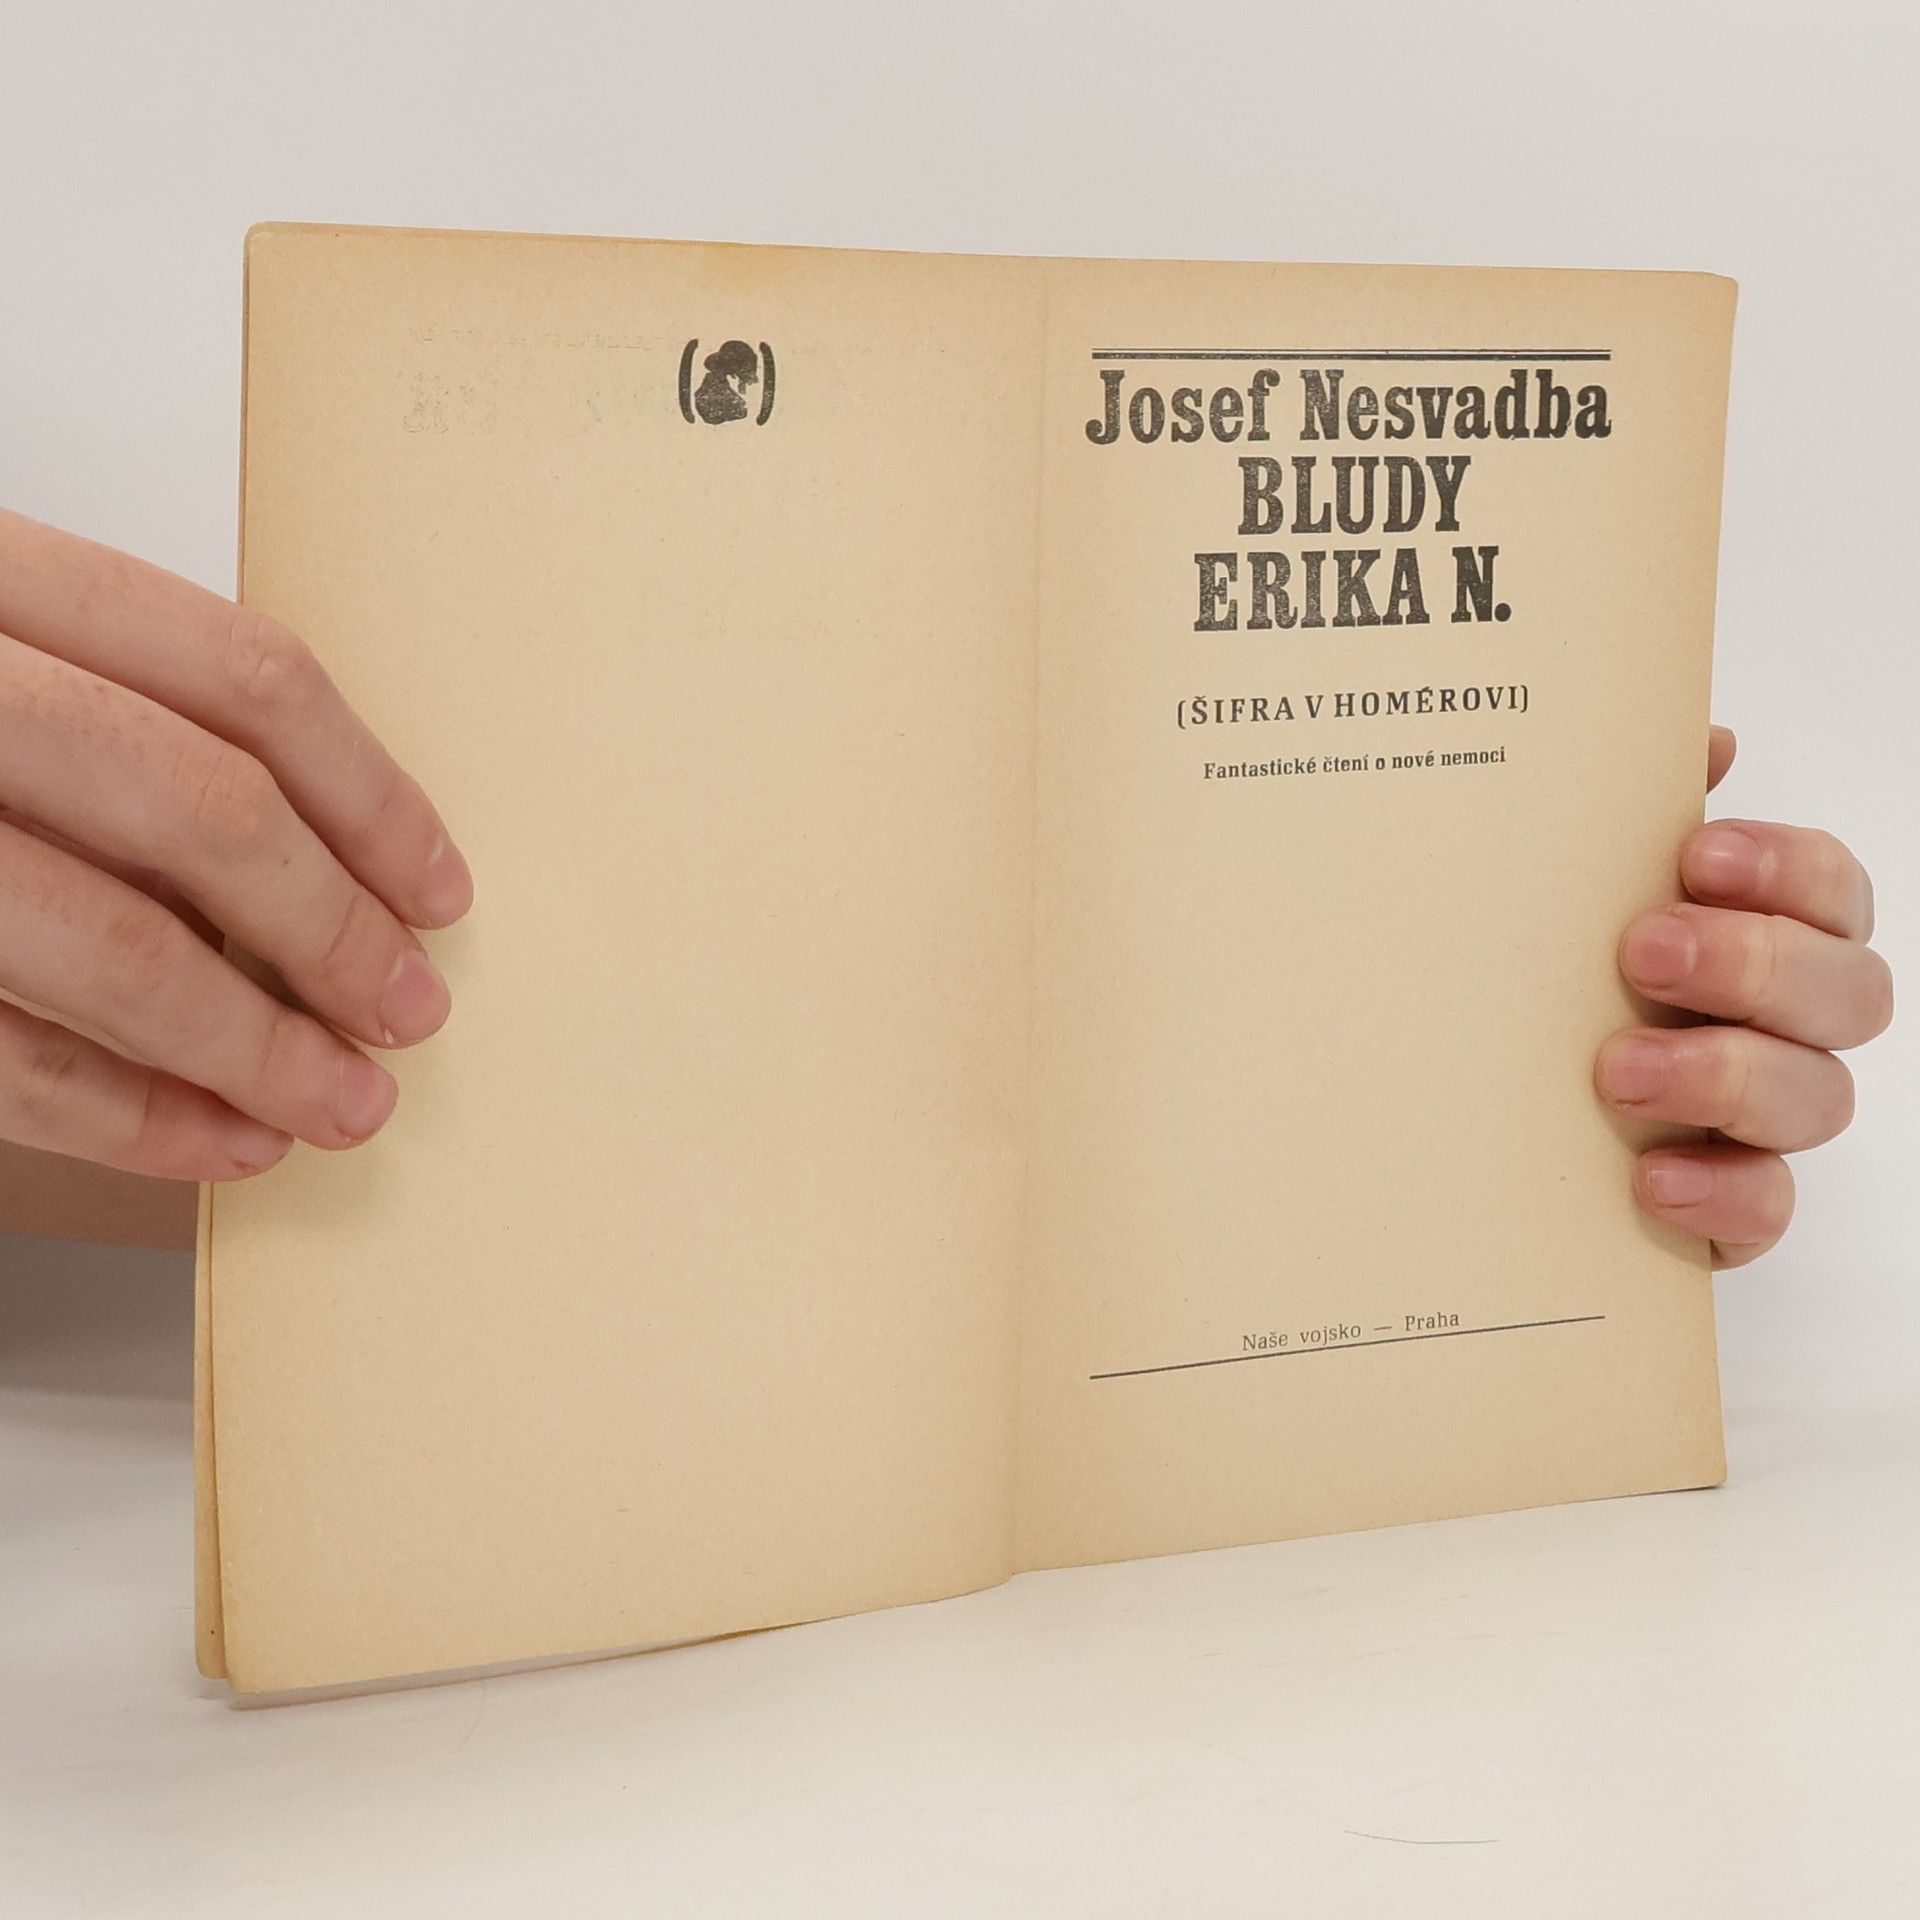 Josef Nesvadba
BLUDY
ERIKA N.
(ŠIFRA V HOMÉROVI)
Fantastické čtení o nové nemoci
Naše vojsko — Praha